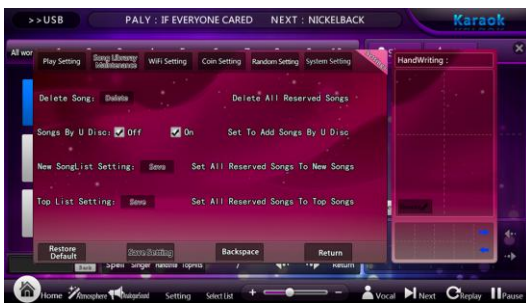 >>USB PALY : IF EVERYONE CARED NEXT : NICKELBACK Karaok
All wor
Play Setting Song Library Maintenance WiFi Setting Coin Setting Random Setting System Setting
HandWriting :
Delete Song: Delete Delete All Reserved Songs
Songs By U Disc: Off On Set To Add Songs By U Disc
New SongList Setting: Save Set All Reserved Songs To New Songs
Top List Setting: Save Set All Reserved Songs To Top Songs
Restore Default Save Setting Backspace Return
Back Spell Singer Theme TopHits Return
Home Atmosphere Setting Select List + - Vocal Next Replay Pause